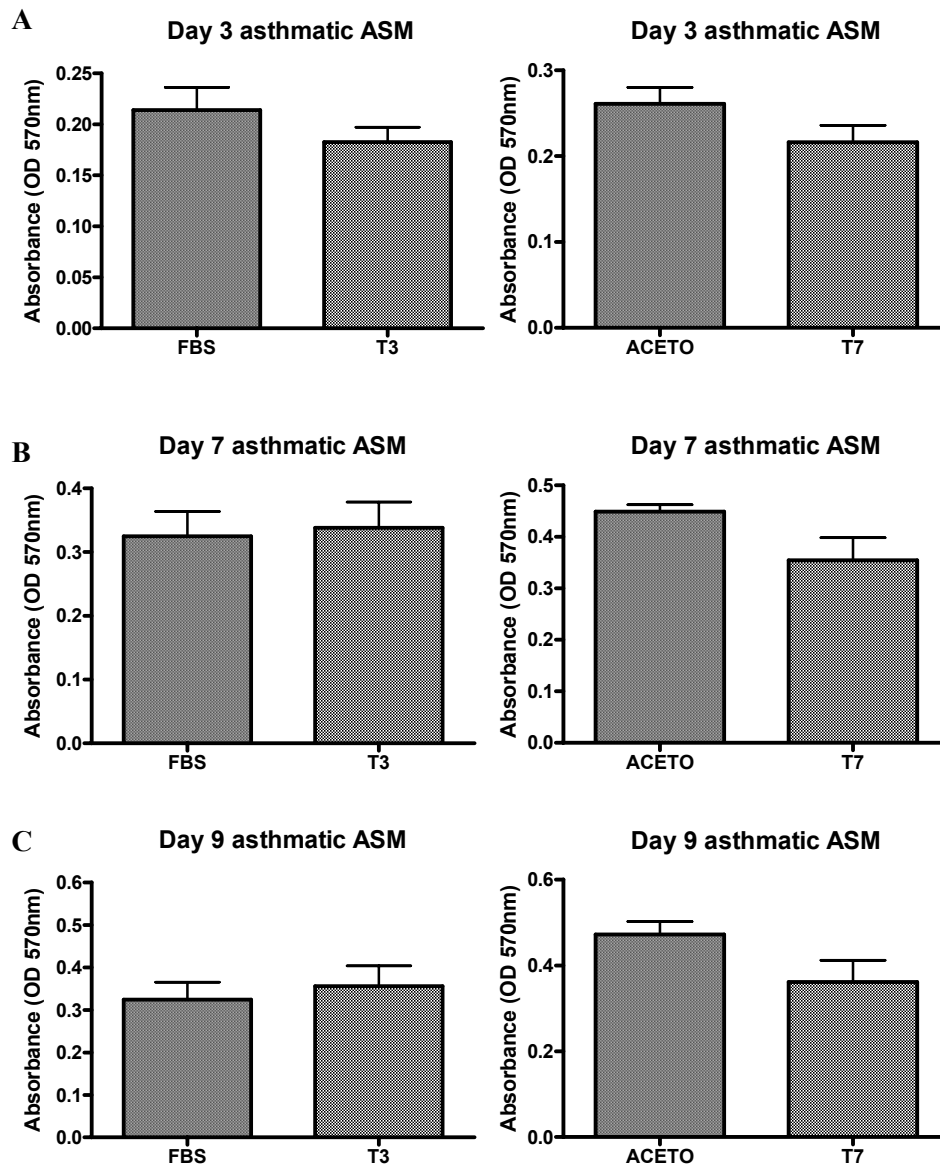 A
Day 3 asthmatic ASM
Absorbance (OD 570nm)
0.25
0.20
0.15
0.10
0.05
0.00
FBS T3
Day 3 asthmatic ASM
Absorbance (OD 570nm)
0.3
0.2
0.1
0.0
ACETO T7
B
Day 7 asthmatic ASM
Absorbance (OD 570nm)
0.4
0.3
0.2
0.1
0.0
FBS T3
Day 7 asthmatic ASM
Absorbance (OD 570nm)
0.5
0.4
0.3
0.2
0.1
0.0
ACETO T7
C
Day 9 asthmatic ASM
Absorbance (OD 570nm)
0.6
0.5
0.4
0.3
0.2
0.1
0.0
FBS T3
Day 9 asthmatic ASM
Absorbance (OD 570nm)
0.6
0.4
0.2
0.0
ACETO T7